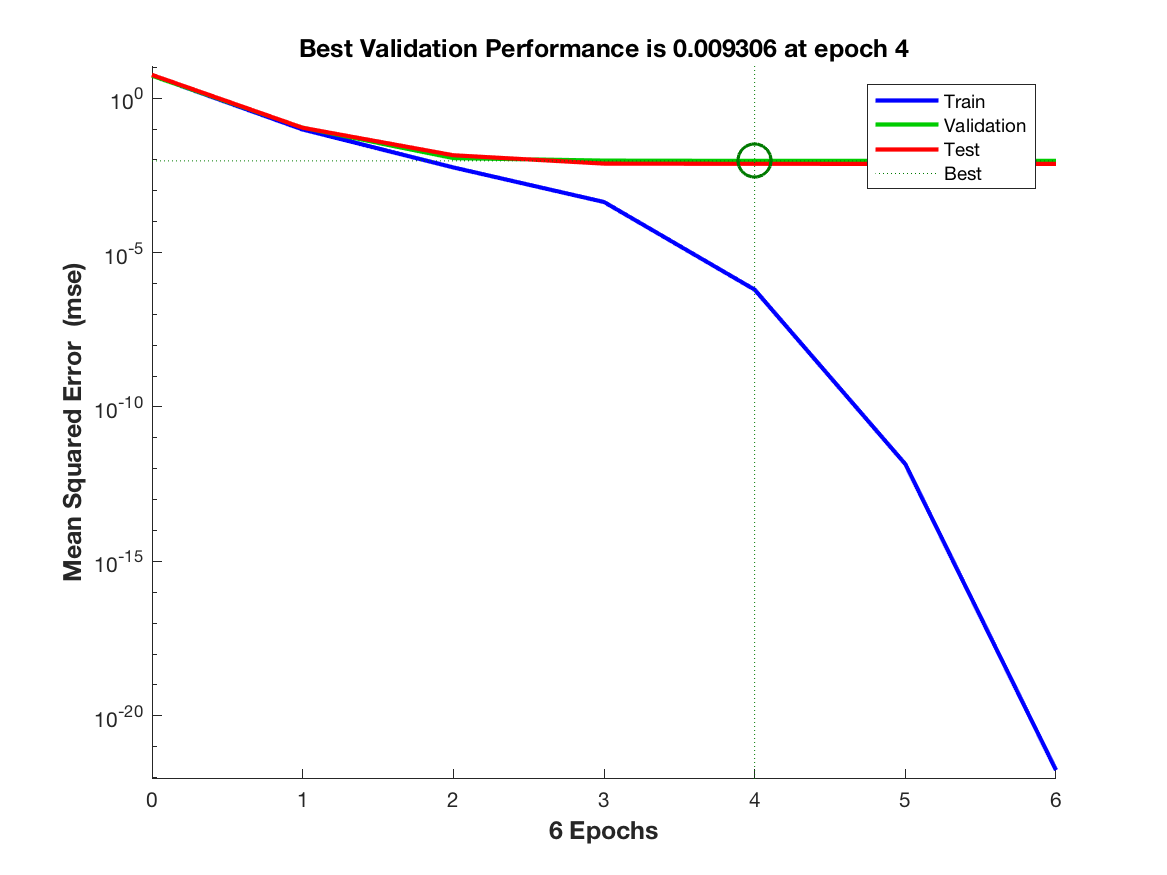 Best Validation Performance is 0.009306 at epoch 4
Train
Validation
Test
Best
10^0
10^-5
10^-10
10^-15
10^-20
Mean Squared Error  (mse)
0 1 2 3 4 5 6
6 Epochs